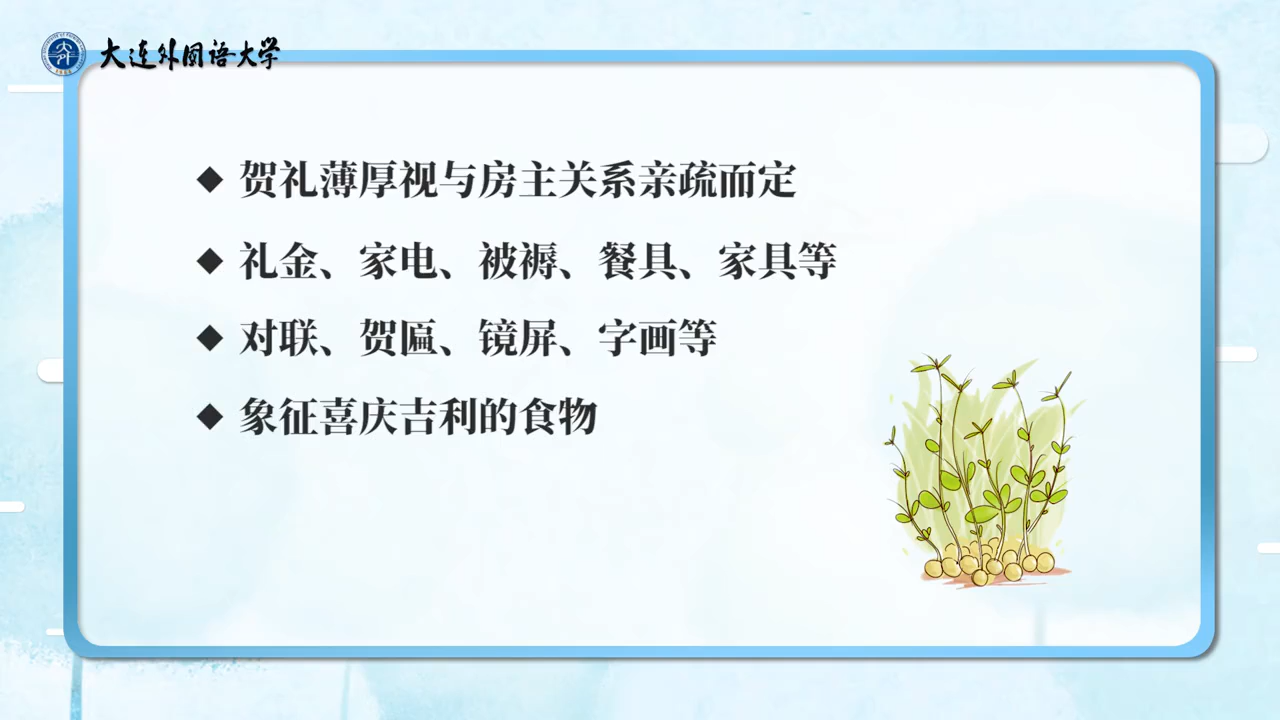 大连外国语大学
◆ 贺礼薄厚视与房主关系亲疏而定
◆ 礼金、家电、被褥、餐具、家具等
◆ 对联、贺匾、镜屏、字画等
◆ 象征喜庆吉利的食物